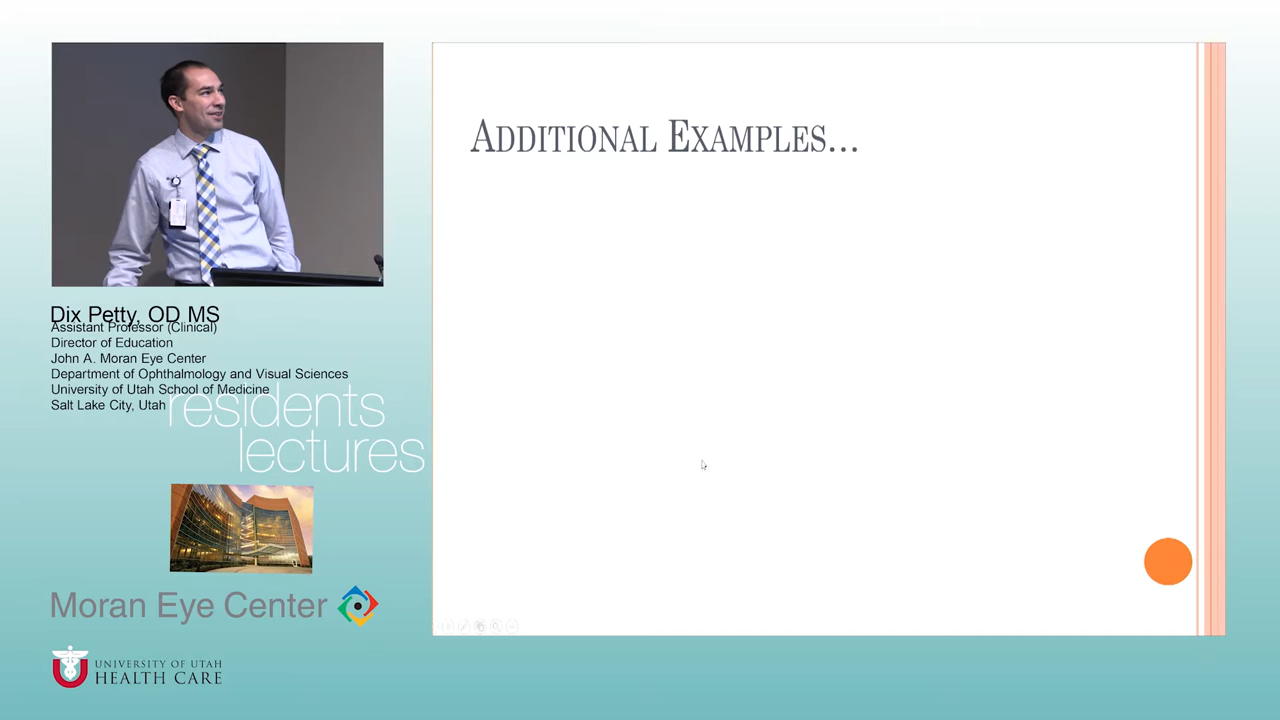 ADDITIONAL EXAMPLES...
Dix Petty, OD MS
Assistant Professor (Clinical)
Director of Education
John A. Moran Eye Center
Department of Ophthalmology and Visual Sciences
University of Utah School of Medicine
Salt Lake City, Utah
residents
lectures
Moran Eye Center
UNIVERSITY OF UTAH
HEALTH CARE